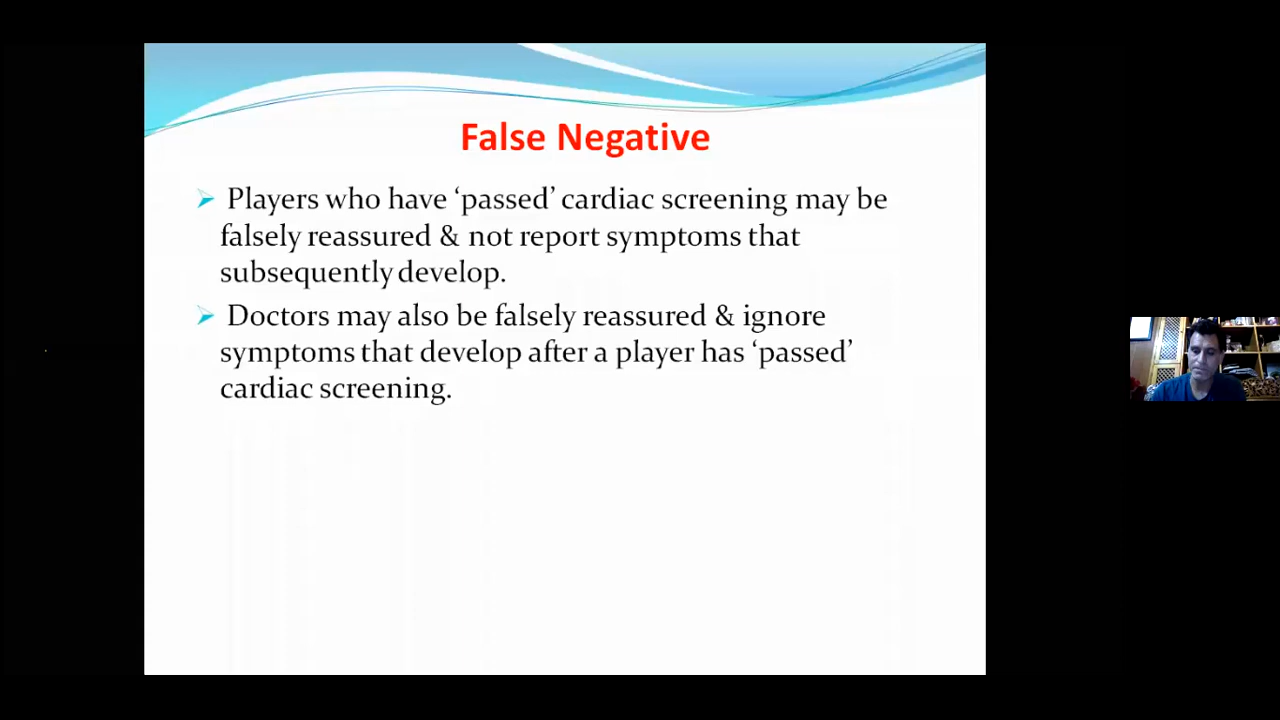 False Negative
Players who have ‘passed’ cardiac screening may be
falsely reassured & not report symptoms that
subsequently develop.
Doctors may also be falsely reassured & ignore
symptoms that develop after a player has ‘passed’
cardiac screening.